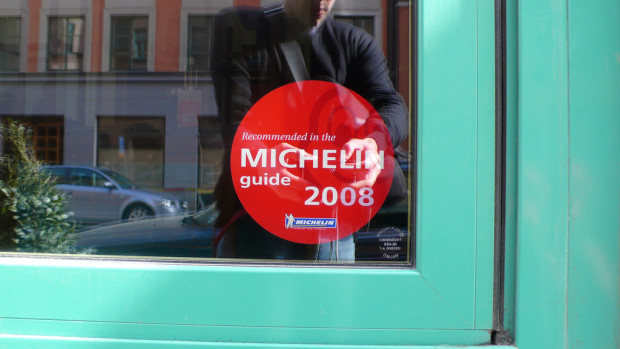 Recommended in the
MICHELIN
guide
2008
MICHELIN